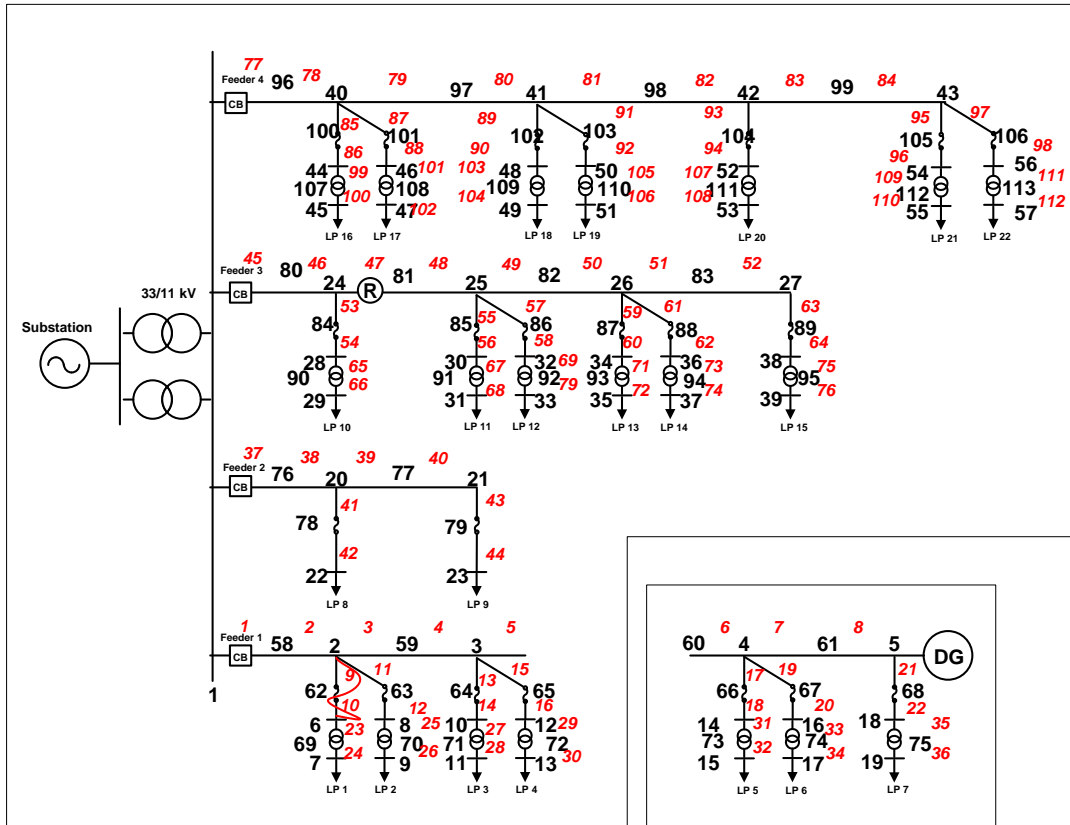 77 78 79 80 81 82 83 84
Feeder 4 96 40 97 41 98 42 99 43
CB
85 87 89 91 93 95 97
100 101 102 103 104 105 106
86 88 90 92 94 96 98
44 99 46 101 103 48 50 105 107 52 54 109 56 111
107 108 109 110 111 112 113
45 100 47 102 104 49 51 106 108 53 110 55 57 112
LP 16 LP 17 LP 18 LP 19 LP 20 LP 21 LP 22
45 46 47 48 49 50 51 52
Feeder 3 80 24 R 81 25 82 26 83 27
CB
33/11 kV
Substation
53 55 57 59 61 63
84 85 86 87 88 89
54 56 58 60 62 64
28 65 30 67 32 69 34 71 36 73 38 75
90 91 92 93 94 95
29 66 31 68 33 79 35 72 37 74 39 76
LP 10 LP 11 LP 12 LP 13 LP 14 LP 15
37 38 39 40
Feeder 2 76 20 77 21
CB
41 43
78 79
42 44
22 23
LP 8 LP 9
1 2 3 4 5
Feeder 1 58 2 59 3
CB
1
9 11 13 15
62 63 64 65
10 12 14 16
6 23 8 25 10 27 12 29
69 70 71 72
7 24 9 26 11 28 13 30
LP 1 LP 2 LP 3 LP 4
6 7 8
60 4 61 5 DG
17 19 21
66 67 68
18 20 22
14 31 16 33 18 35
73 74 75
15 32 17 34 19 36
LP 5 LP 6 LP 7